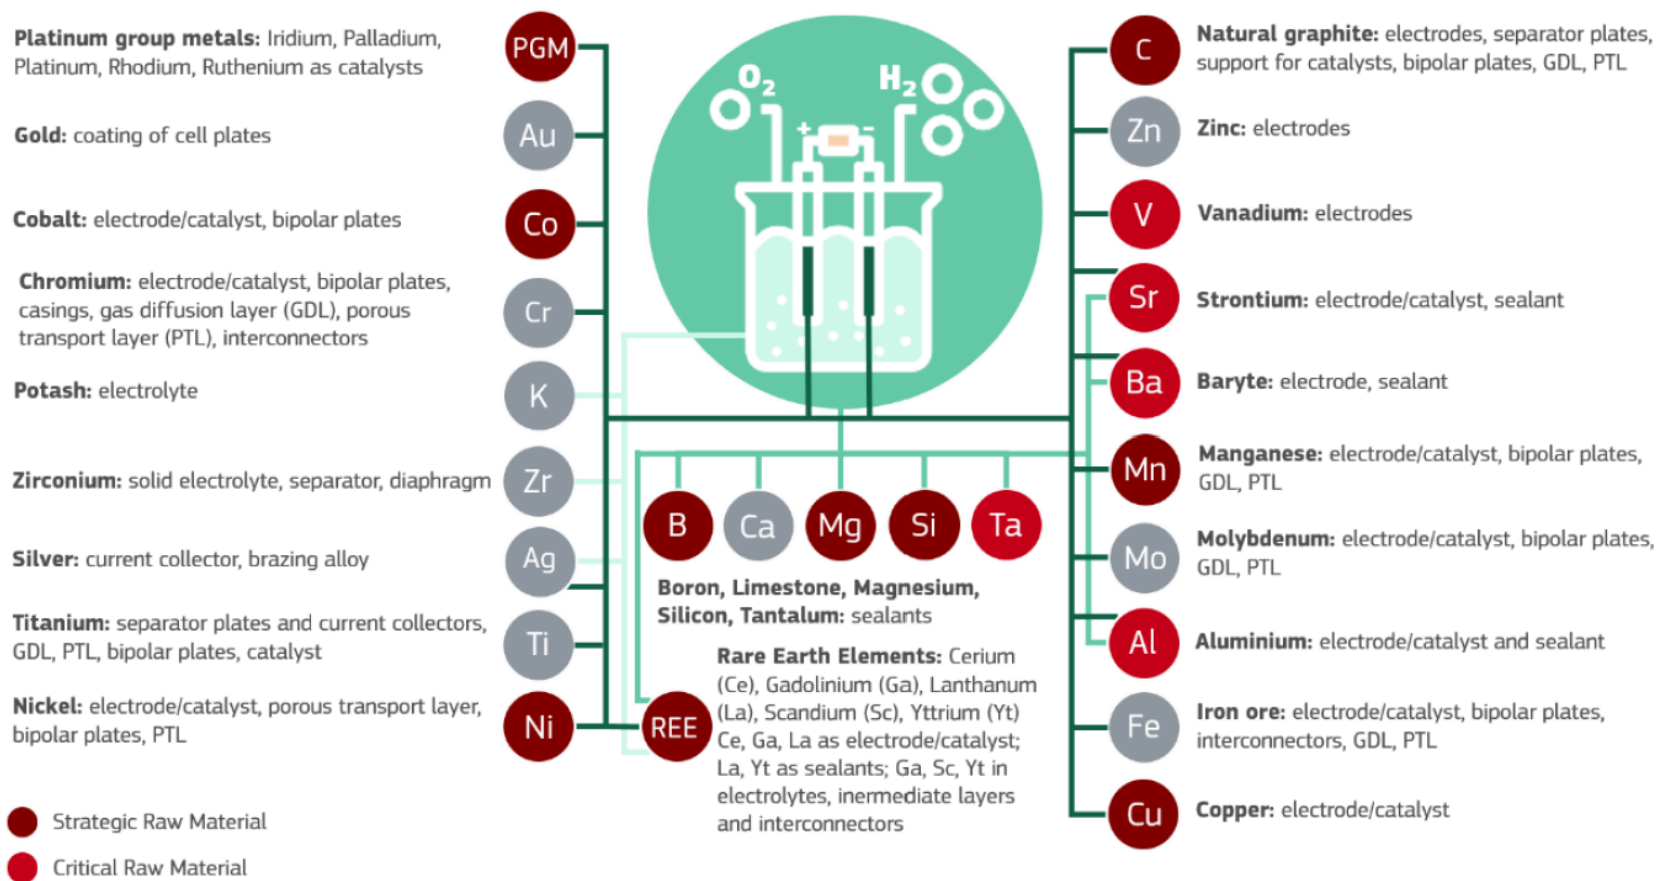 Platinum group metals: Iridium, Palladium,
Platinum, Rhodium, Ruthenium as catalysts
PGM
Gold: coating of cell plates
Au
Cobalt: electrode/catalyst, bipolar plates
Co
Chromium: electrode/catalyst, bipolar plates,
casings, gas diffusion layer (GDL), porous
transport layer (PTL), interconnectors
Cr
Potash: electrolyte
K
Zirconium: solid electrolyte, separator, diaphragm
Zr
Silver: current collector, brazing alloy
Ag
Titanium: separator plates and current collectors,
GDL, PTL, bipolar plates, catalyst
Ti
Nickel: electrode/catalyst, porous transport layer,
bipolar plates, PTL
Ni
Strategic Raw Material
Critical Raw Material
O2
H2
+
−
B
Ca
Mg
Si
Ta
Boron, Limestone, Magnesium,
Silicon, Tantalum: sealants
REE
Rare Earth Elements: Cerium
(Ce), Gadolinium (Ga), Lanthanum
(La), Scandium (Sc), Yttrium (Yt)
Ce, Ga, La as electrode/catalyst;
La, Yt as sealants; Ga, Sc, Yt in
electrolytes, inermediate layers
and interconnectors
C
Natural graphite: electrodes, separator plates,
support for catalysts, bipolar plates, GDL, PTL
Zn
Zinc: electrodes
V
Vanadium: electrodes
Sr
Strontium: electrode/catalyst, sealant
Ba
Baryte: electrode, sealant
Mn
Manganese: electrode/catalyst, bipolar plates,
GDL, PTL
Mo
Molybdenum: electrode/catalyst, bipolar plates,
GDL, PTL
Al
Aluminium: electrode/catalyst and sealant
Fe
Iron ore: electrode/catalyst, bipolar plates,
interconnectors, GDL, PTL
Cu
Copper: electrode/catalyst